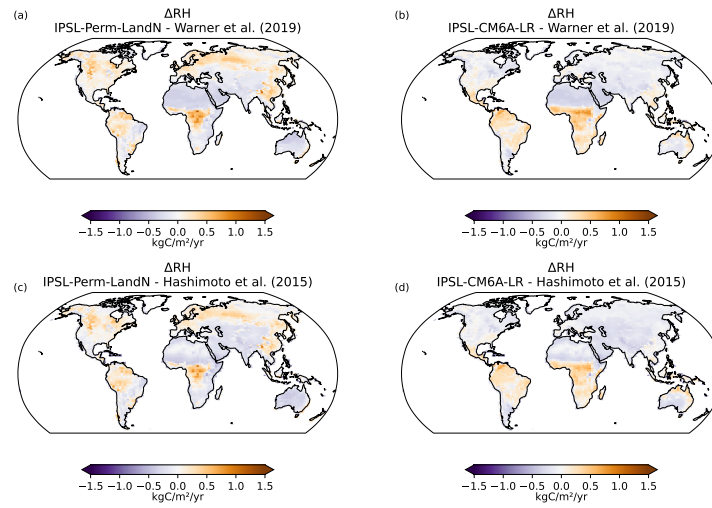 (a)
ΔRH
IPSL-Perm-LandN - Warner et al. (2019)
−1.5 −1.0 −0.5 0.0 0.5 1.0 1.5
kgC/m²/yr
(b)
ΔRH
IPSL-CM6A-LR - Warner et al. (2019)
−1.5 −1.0 −0.5 0.0 0.5 1.0 1.5
kgC/m²/yr
(c)
ΔRH
IPSL-Perm-LandN - Hashimoto et al. (2015)
−1.5 −1.0 −0.5 0.0 0.5 1.0 1.5
kgC/m²/yr
(d)
ΔRH
IPSL-CM6A-LR - Hashimoto et al. (2015)
−1.5 −1.0 −0.5 0.0 0.5 1.0 1.5
kgC/m²/yr